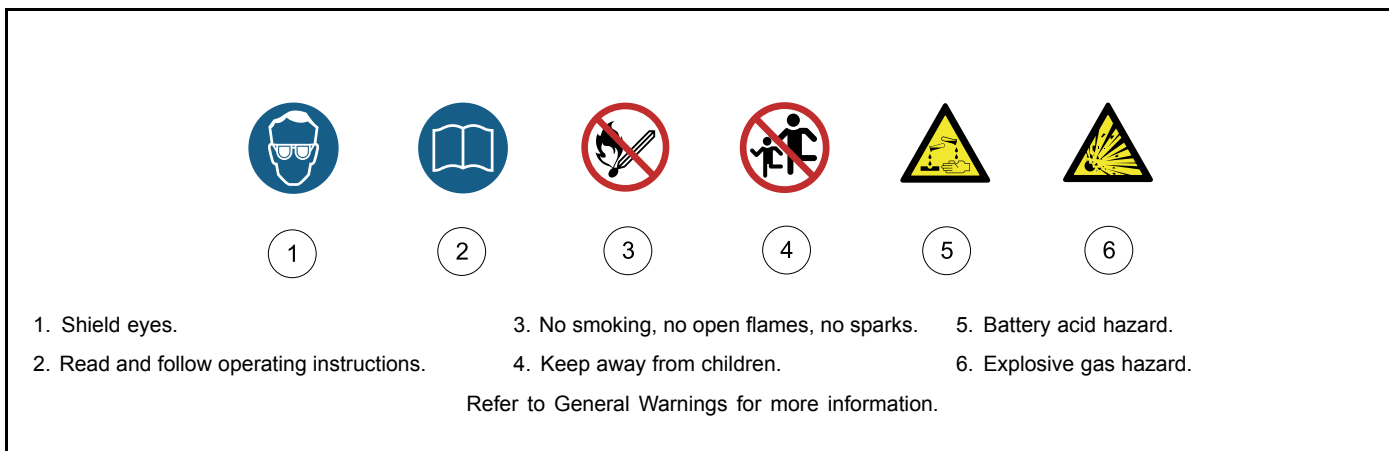 1 2 3 4 5 6
1. Shield eyes. 3. No smoking, no open flames, no sparks. 5. Battery acid hazard.
2. Read and follow operating instructions. 4. Keep away from children. 6. Explosive gas hazard.
Refer to General Warnings for more information.